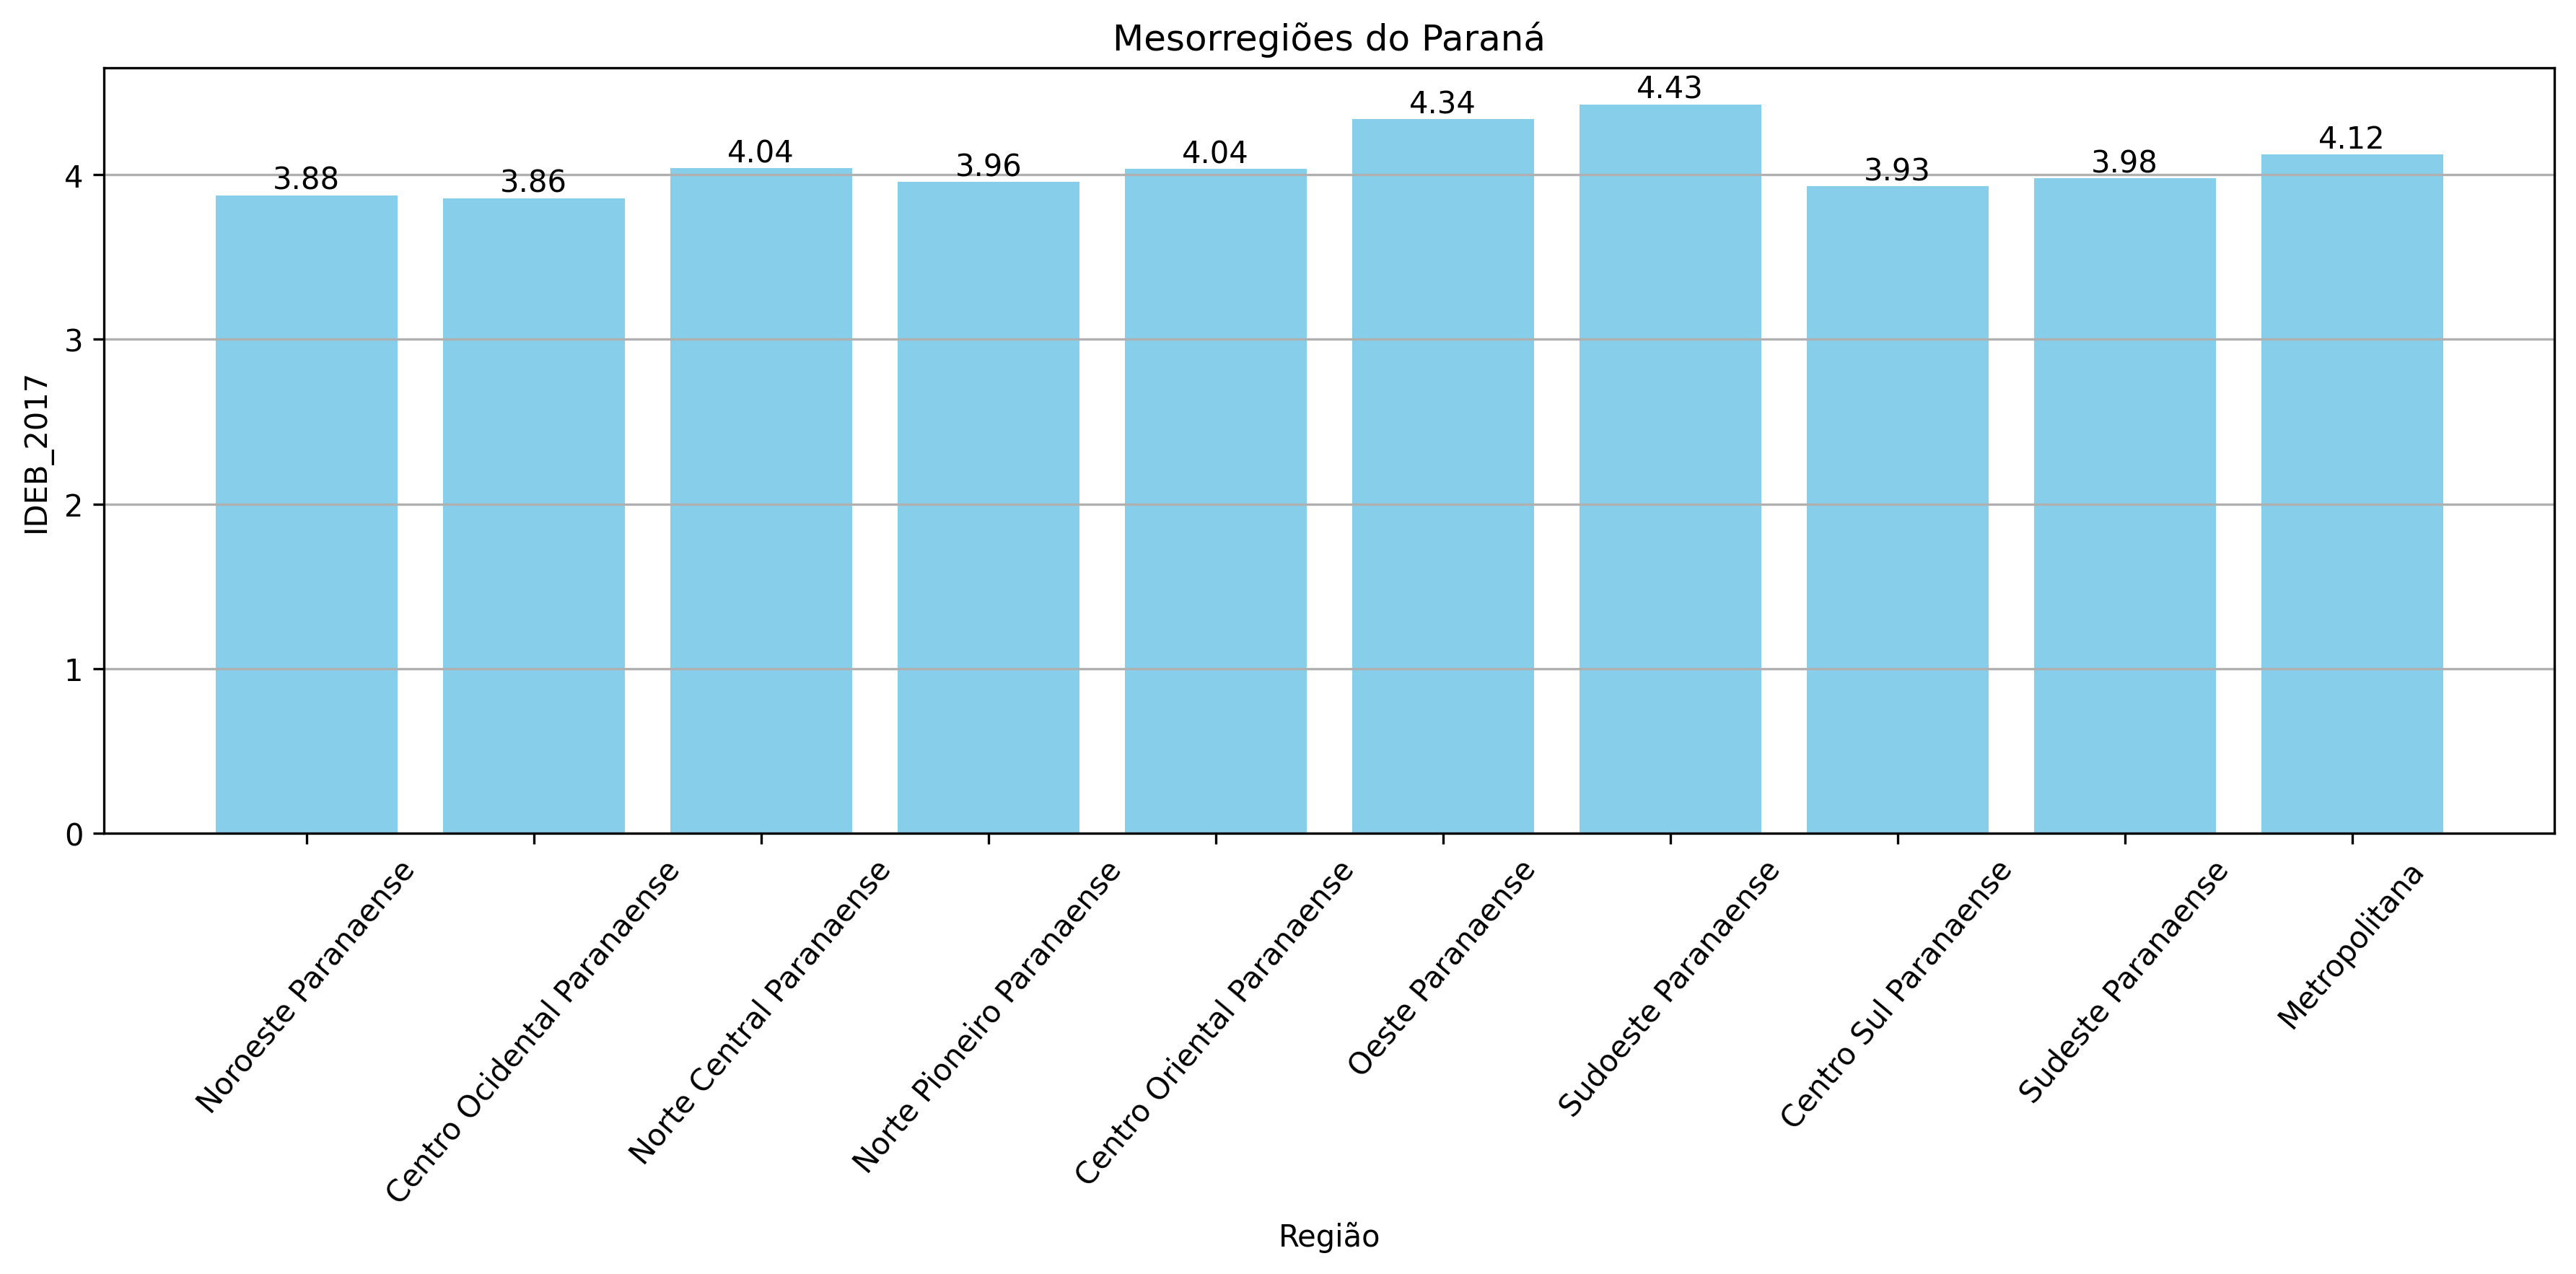 Mesorregiões do Paraná
4.43
4.34
4.12
4.04
4.04
3.98
3.96
3.93
3.88
3.86
4
3
2
1
0
IDEB_2017
Noroeste Paranaense
Centro Ocidental Paranaense
Norte Central Paranaense
Norte Pioneiro Paranaense
Centro Oriental Paranaense
Oeste Paranaense
Sudoeste Paranaense
Centro Sul Paranaense
Sudeste Paranaense
Metropolitana
Região